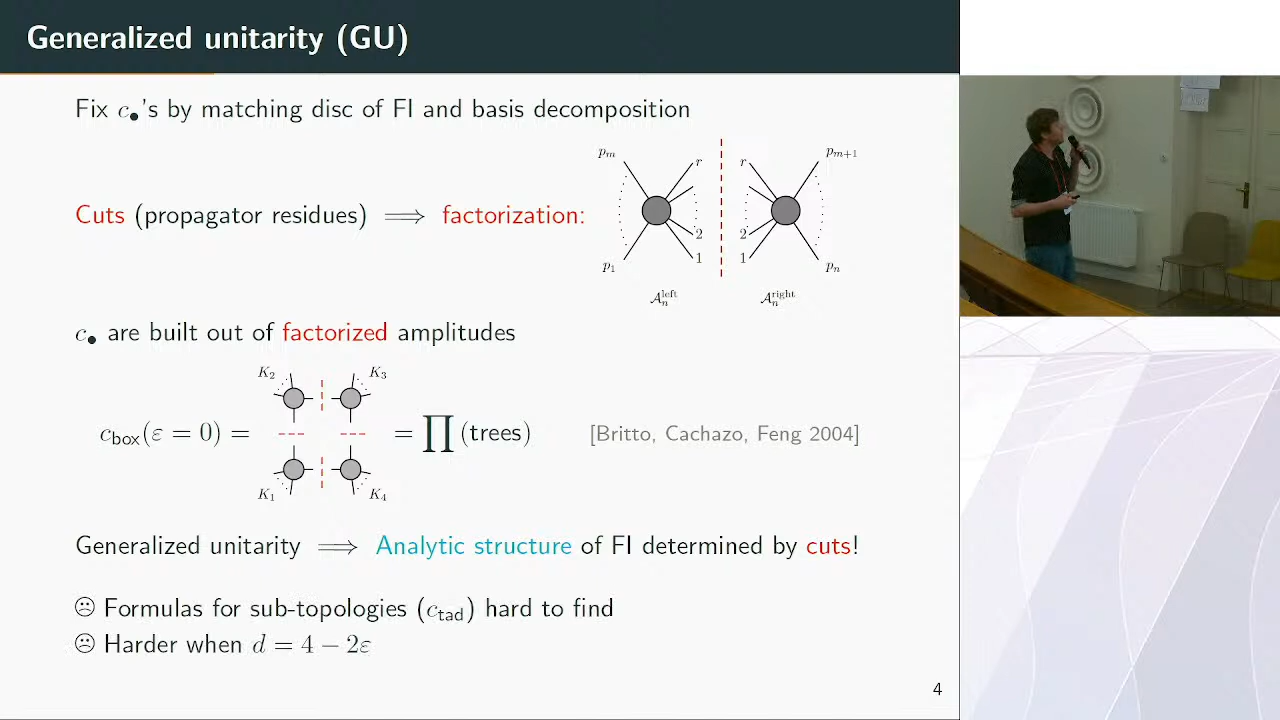 Generalized unitarity (GU)
Fix c●'s by matching disc of FI and basis decomposition
Cuts (propagator residues) ⟹ factorization:
p_m r r p_{m+1}
2 2
p_1 1 1 p_n
𝒜_n^left 𝒜_n^right
c● are built out of factorized amplitudes
K_2 K_3
c_box(ε = 0) = = ∏ (trees) [Britto, Cachazo, Feng 2004]
K_1 K_4
Generalized unitarity ⟹ Analytic structure of FI determined by cuts!
☹ Formulas for sub-topologies (c_tad) hard to find
☹ Harder when d = 4 − 2ε
4